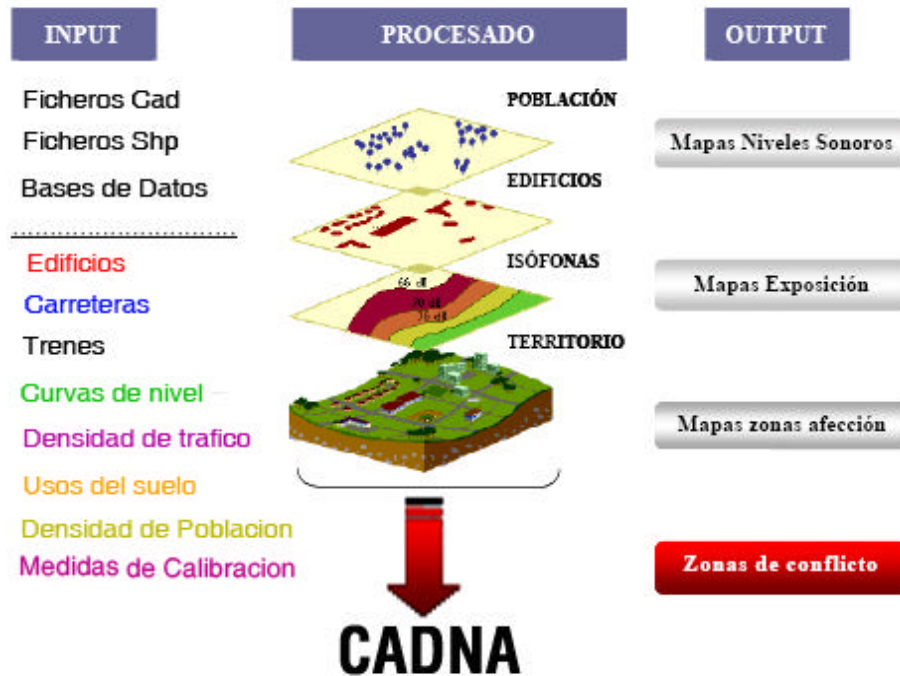 INPUT
Ficheros Cad
Ficheros Shp
Bases de Datos
Edificios
Carreteras
Trenes
Curvas de nivel
Densidad de trafico
Usos del suelo
Densidad de Poblacion
Medidas de Calibracion
PROCESADO
POBLACIÓN
EDIFICIOS
ISÓFONAS
66 dB
70 dB
TERRITORIO
CADNA
OUTPUT
Mapas Niveles Sonoros
Mapas Exposición
Mapas zonas afección
Zonas de conflicto